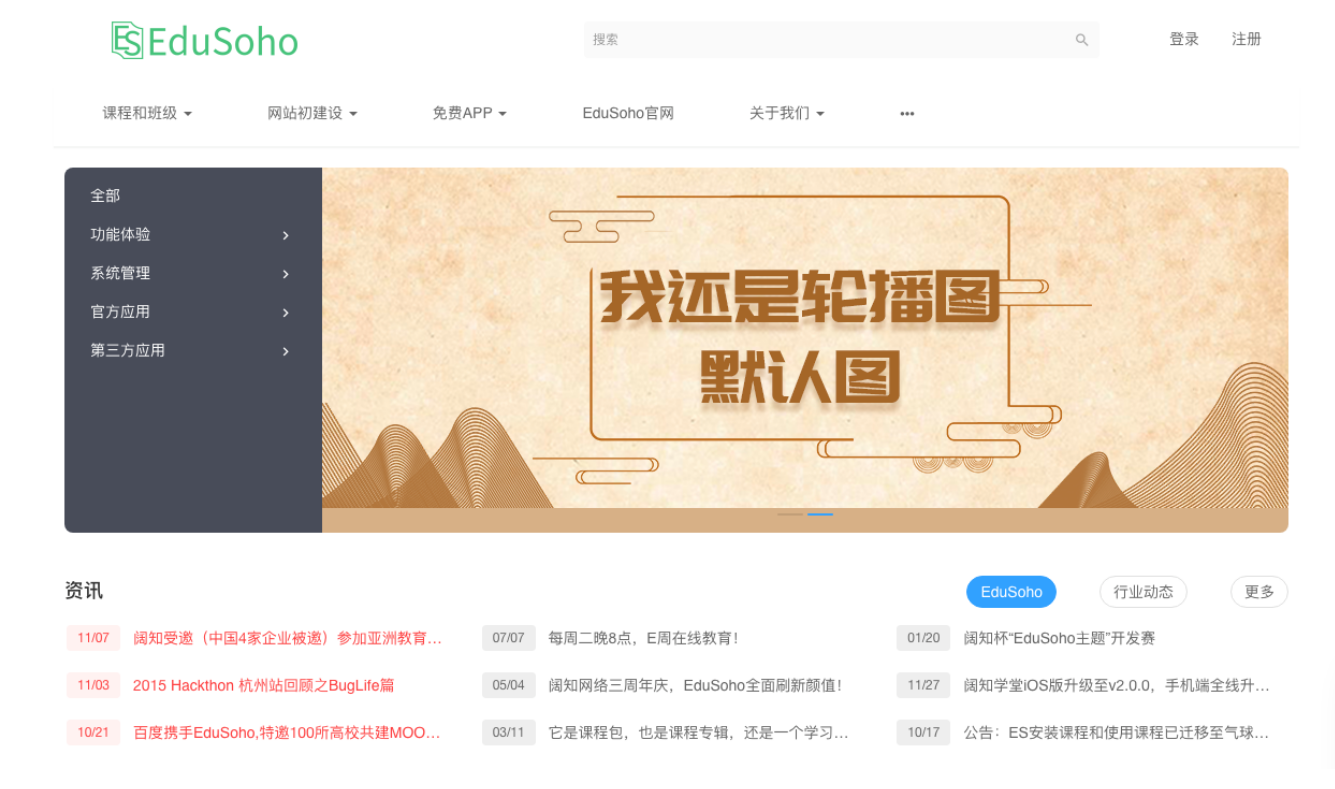 EduSoho
搜索
登录 注册
课程和班级 网站初建设 免费APP EduSoho官网 关于我们 •••
全部
功能体验
系统管理
官方应用
第三方应用
我还是轮播图
默认图
资讯 EduSoho 行业动态 更多
11/07 阔知受邀（中国4家企业被邀）参加亚洲教育… 07/07 每周二晚8点，E周在线教育！ 01/20 阔知杯“EduSoho主题”开发赛
11/03 2015 Hackthon 杭州站回顾之BugLife篇 05/04 阔知网络三周年庆，EduSoho全面刷新颜值！ 11/27 阔知学堂iOS版升级至v2.0.0，手机端全线升…
10/21 百度携手EduSoho,特邀100所高校共建MOO… 03/11 它是课程包，也是课程专辑，还是一个学习… 10/17 公告：ES安装课程和使用课程已迁移至气球…